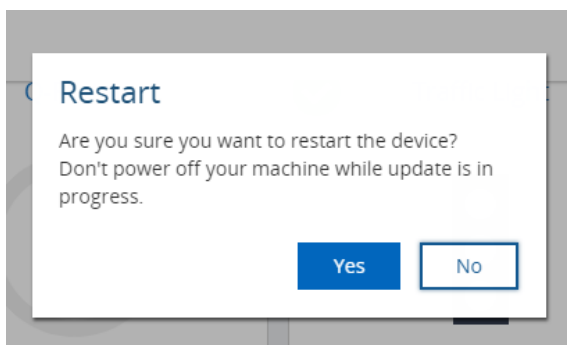 Restart
Are you sure you want to restart the device?
Don't power off your machine while update is in
progress.
Yes
No